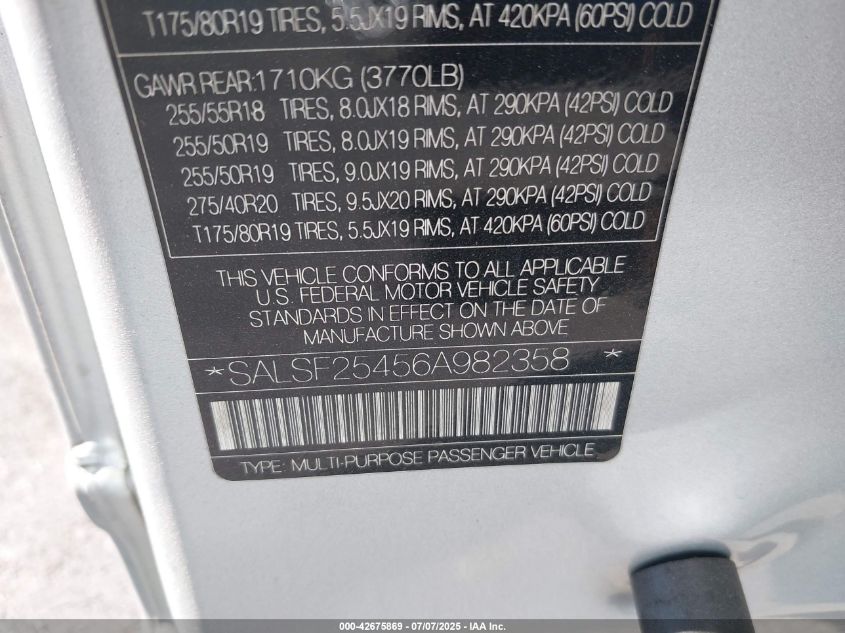 T175/80R19 TIRES, 5.5JX19 RIMS, AT 420KPA (60PSI) COLD
GAWR REAR:1710KG (3770LB)
255/55R18 TIRES, 8.0JX18 RIMS, AT 290KPA (42PSI) COLD
255/50R19 TIRES, 8.0JX19 RIMS, AT 290KPA (42PSI) COLD
255/50R19 TIRES, 9.0JX19 RIMS, AT 290KPA (42PSI) COLD
275/40R20 TIRES, 9.5JX20 RIMS, AT 290KPA (42PSI) COLD
T175/80R19 TIRES, 5.5JX19 RIMS, AT 420KPA (60PSI) COLD
THIS VEHICLE CONFORMS TO ALL APPLICABLE
U.S. FEDERAL MOTOR VEHICLE SAFETY
STANDARDS IN EFFECT ON THE DATE OF
MANUFACTURE SHOWN ABOVE
*SALSF25456A982358 *
TYPE: MULTI-PURPOSE PASSENGER VEHICLE
000-42675869 - 07/07/2025 - IAA Inc.